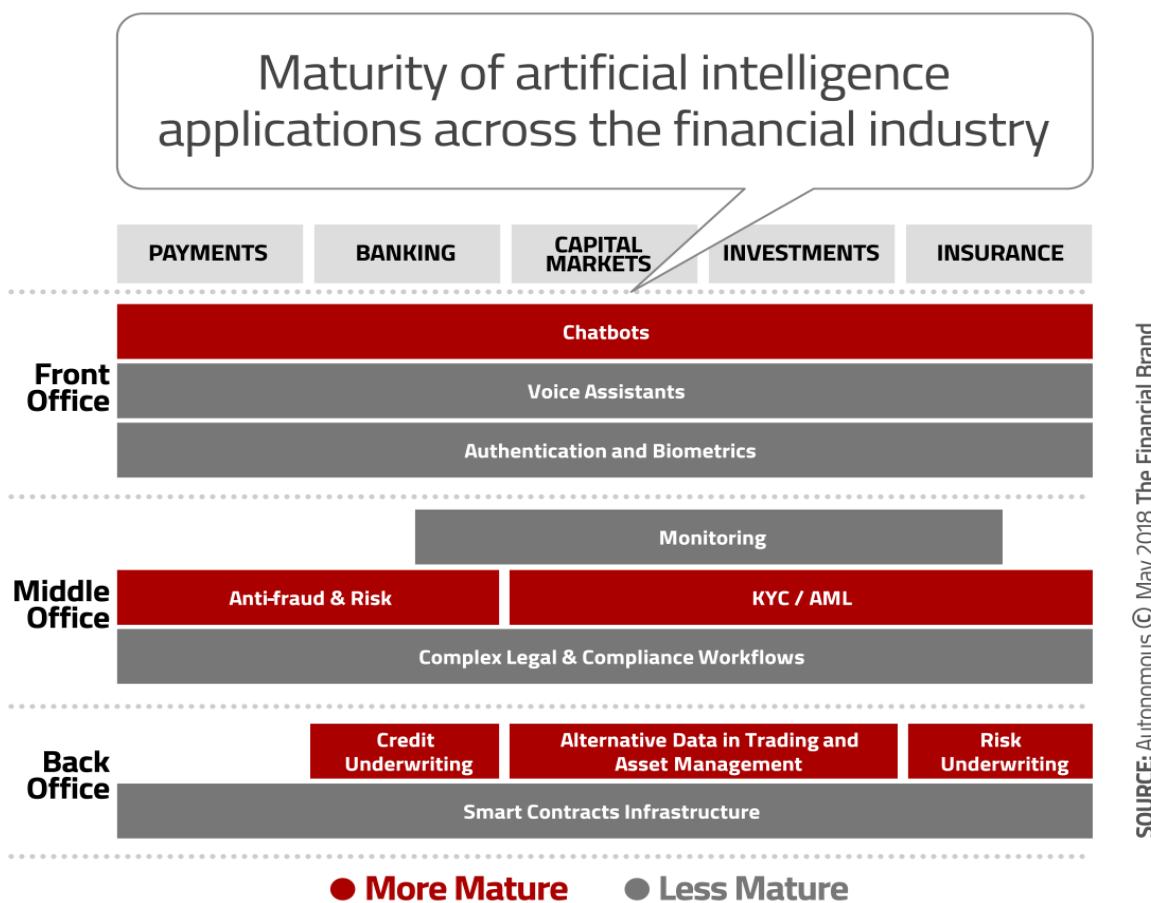 Maturity of artificial intelligence
applications across the financial industry
PAYMENTS
BANKING
CAPITAL
MARKETS
INVESTMENTS
INSURANCE
Front
Office
Chatbots
Voice Assistants
Authentication and Biometrics
Middle
Office
Monitoring
Anti-fraud & Risk
KYC / AML
Complex Legal & Compliance Workflows
Back
Office
Credit
Underwriting
Alternative Data in Trading and
Asset Management
Risk
Underwriting
Smart Contracts Infrastructure
More Mature
Less Mature
SOURCE: Autonomous © May 2018 The Financial Brand